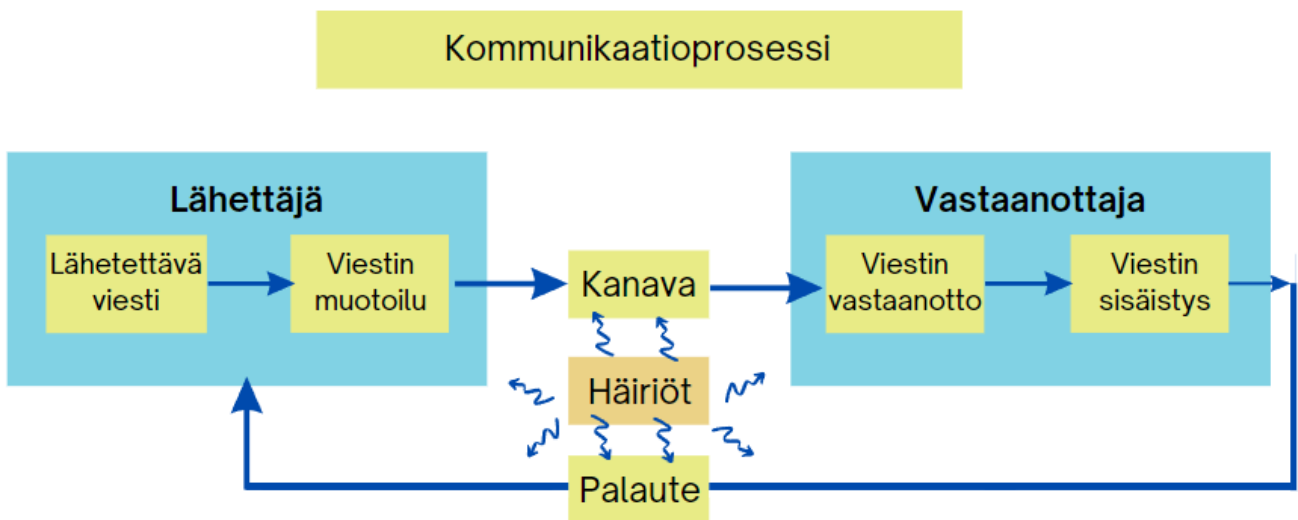 Kommunikaatioprosessi
Lähettäjä
Lähetettävä
viesti
Viestin
muotoilu
Kanava
Häiriöt
Palaute
Vastaanottaja
Viestin
vastaanotto
Viestin
sisäistys